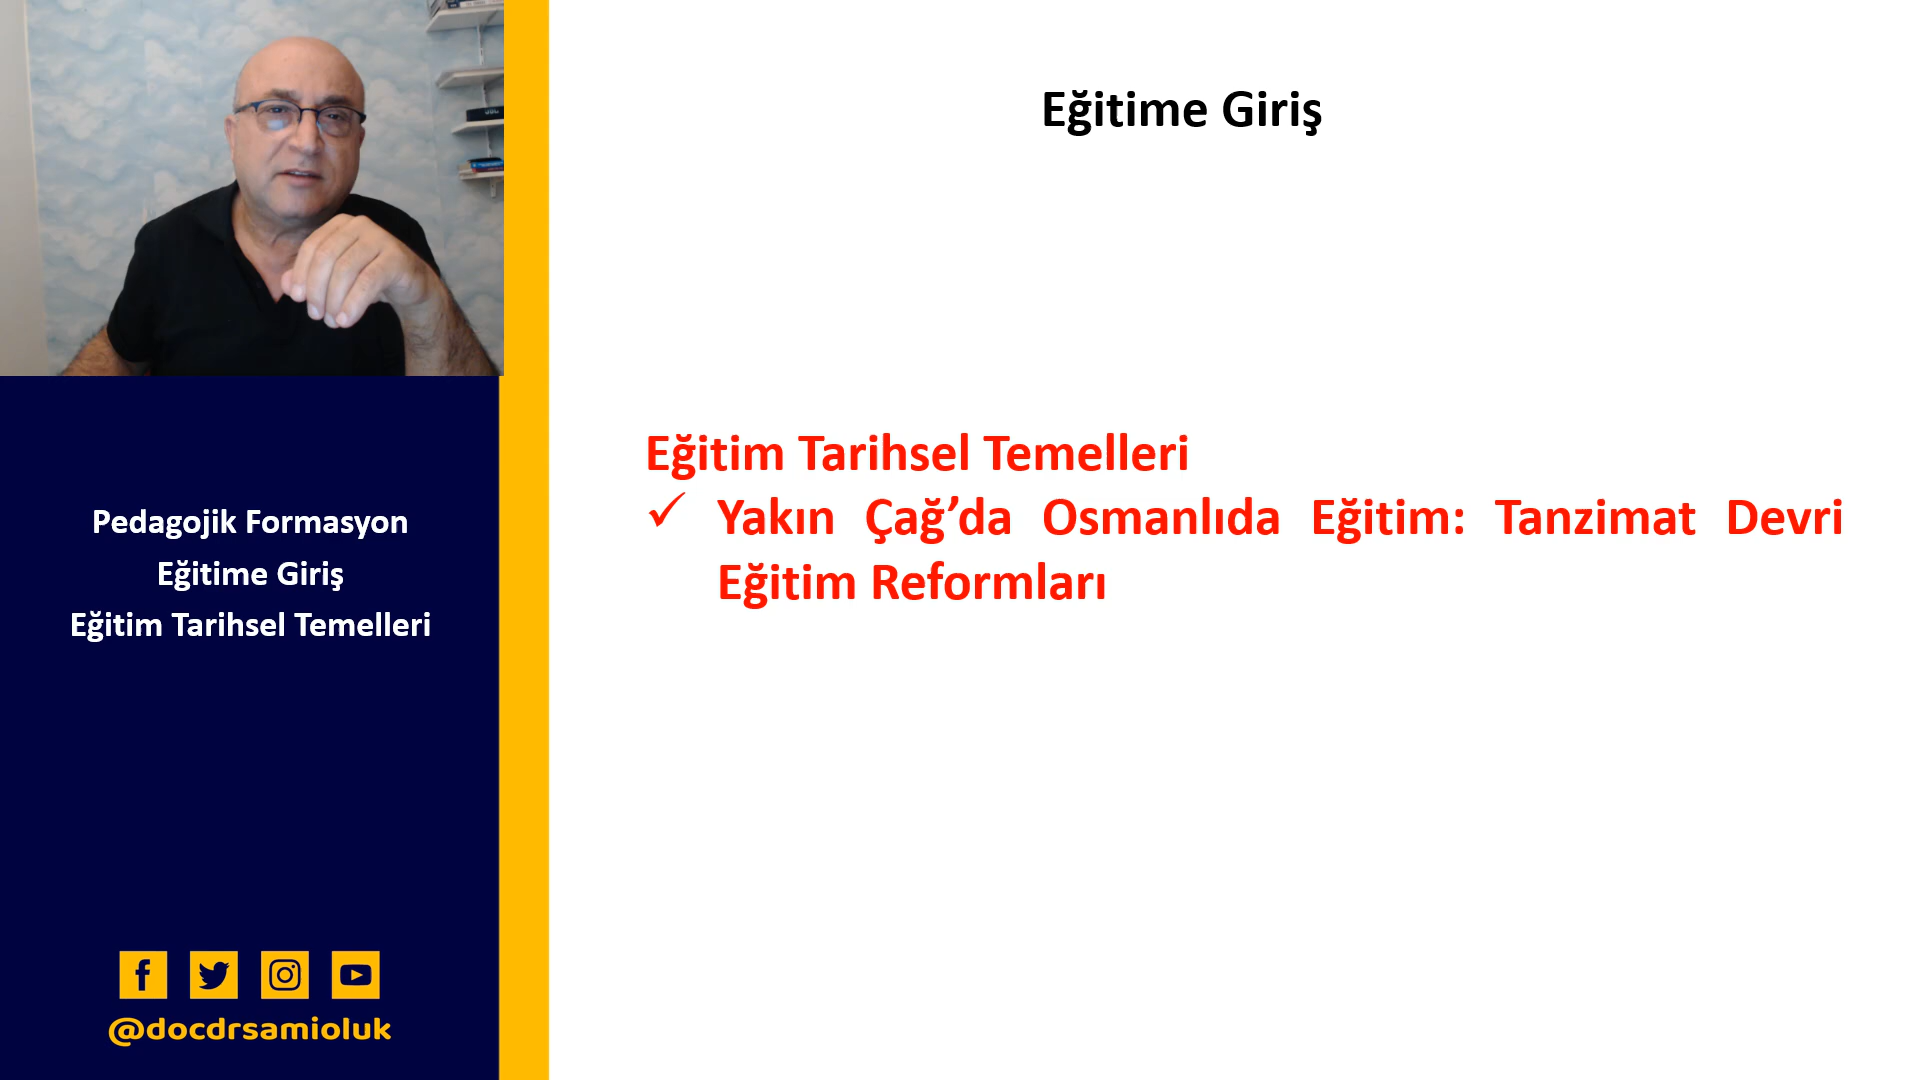 Eğitime Giriş
Eğitim Tarihsel Temelleri
✓ Yakın Çağ’da Osmanlıda Eğitim: Tanzimat Devri
Eğitim Reformları
Pedagojik Formasyon
Eğitime Giriş
Eğitim Tarihsel Temelleri
@docdrsamioluk